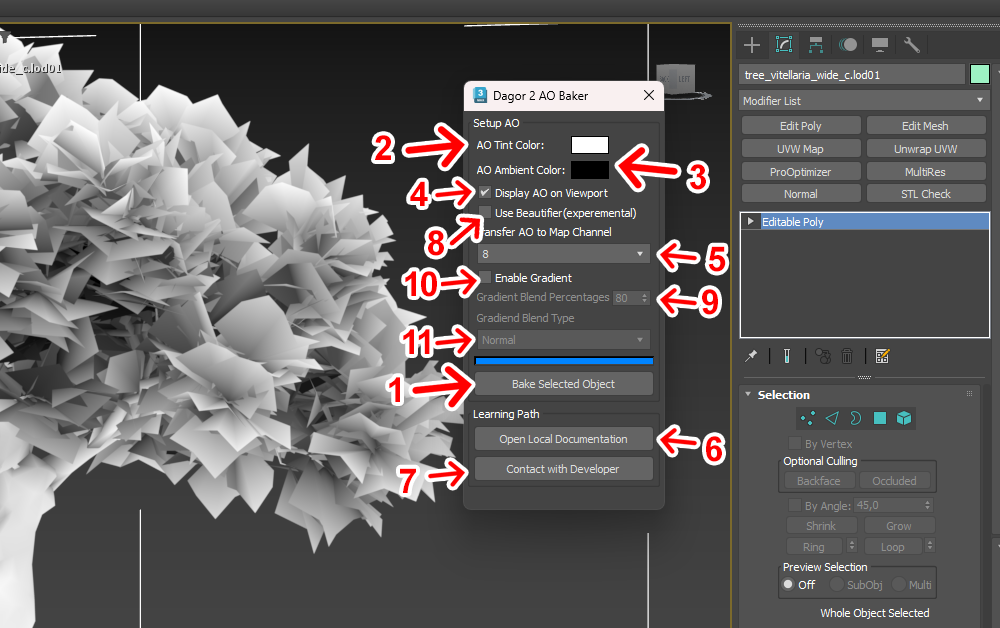 ide_c.lod01
LEFT
Dagor 2 AO Baker
Setup AO
2
AO Tint Color:
AO Ambient Color:
3
4
Display AO on Viewport
8
Use Beautifier(experemental)
ransfer AO to Map Channel
8
5
10
Enable Gradient
Gradient Blend Percentages
80
9
Gradiend Blend Type
11
Normal
1
Bake Selected Object
Learning Path
Open Local Documentation
6
7
Contact with Developer
tree_vitellaria_wide_c.lod01
Modifier List
Edit Poly
Edit Mesh
UVW Map
Unwrap UVW
ProOptimizer
MultiRes
Normal
STL Check
Editable Poly
Selection
By Vertex
Optional Culling
Backface
Occluded
By Angle:
45,0
Shrink
Grow
Ring
Loop
Preview Selection
Off
SubObj
Multi
Whole Object Selected